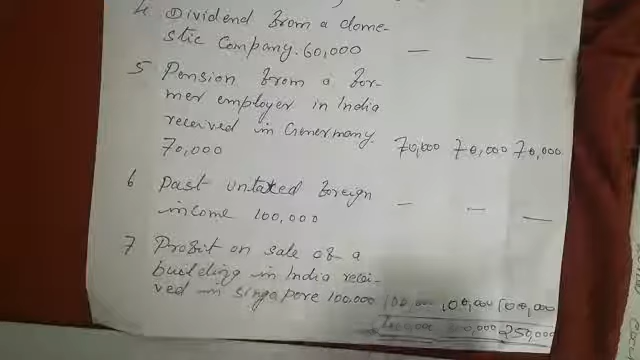 4 Dividend from a dome-
stic Company. 60,000 — — —
5 Pension from a for-
mer employer in India
received in Genermany.
70,000 70,000 70,000 70,000
6 Past untaxed foreign
income 100,000 — — —
7 Profit on sale of a
building in India recei-
ved in singapore 100,000 100,000 100,000
250,000